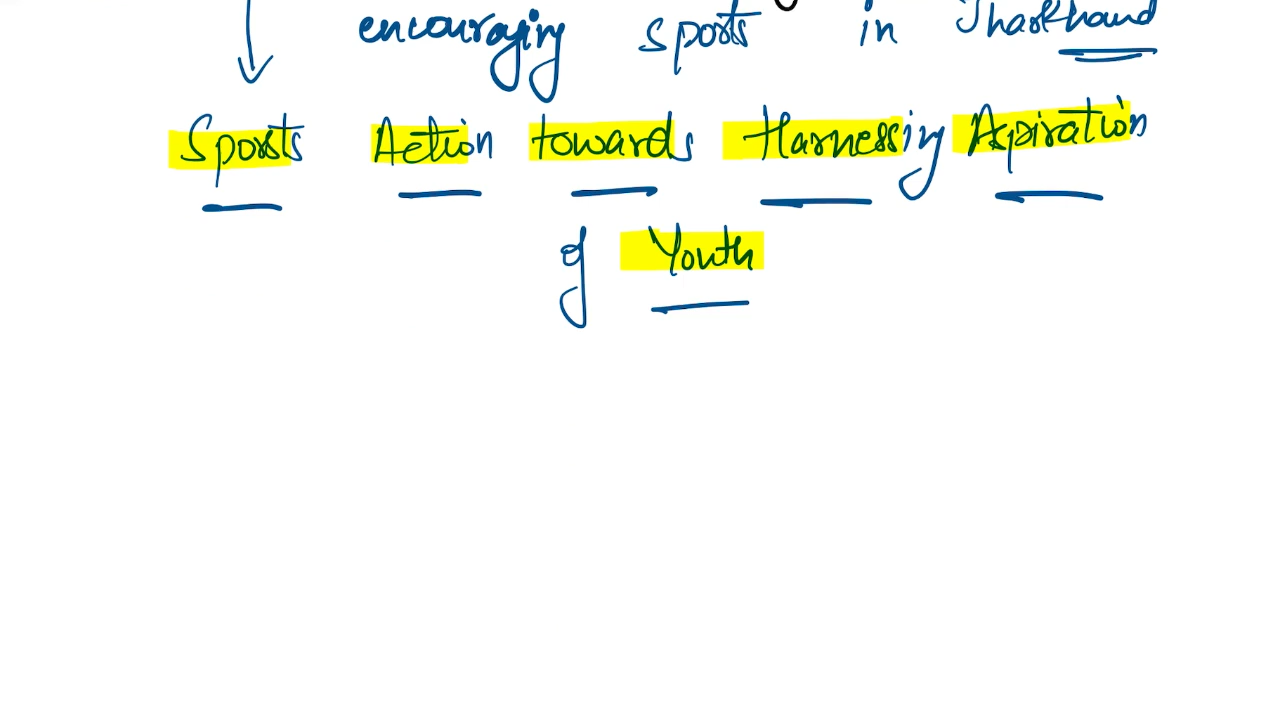 encouraging sports in Jharkhand
Sports Action towards Harnessing Aspiration
of Youth